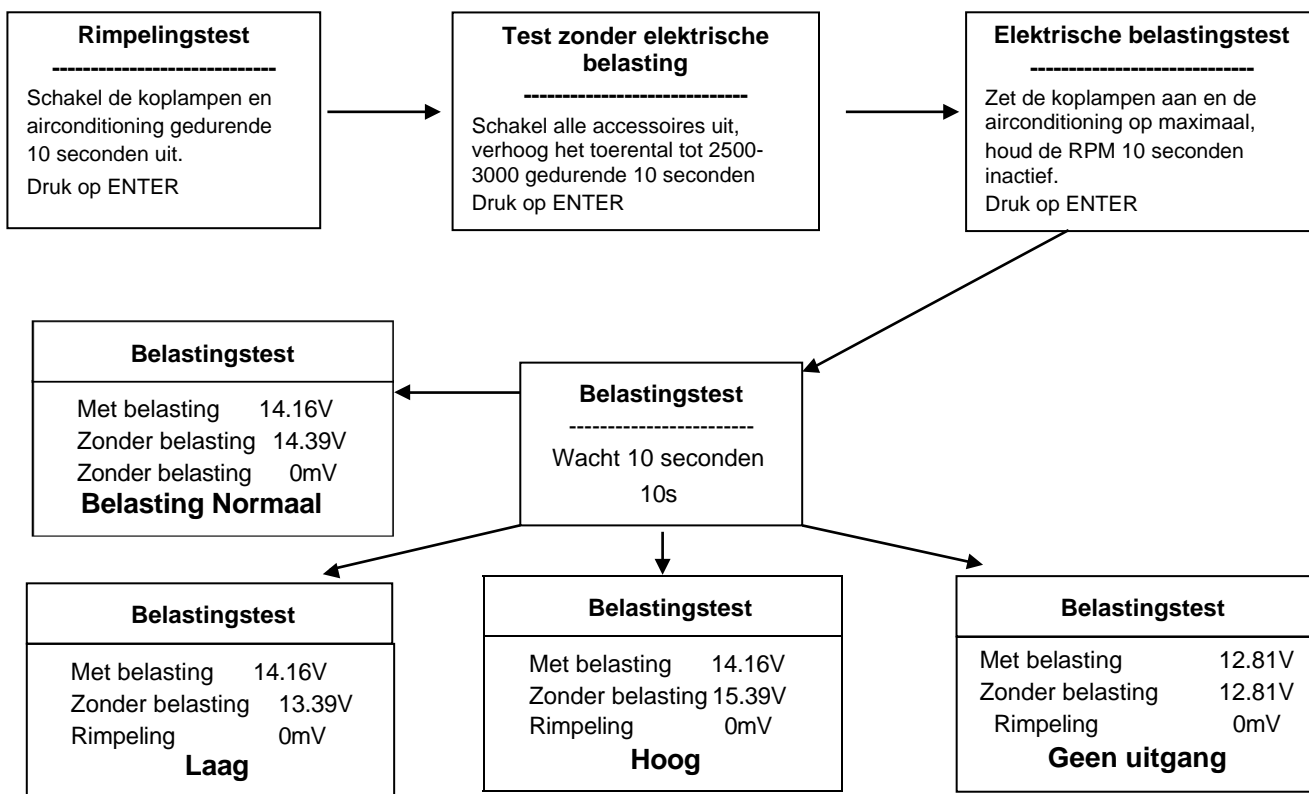 Rimpelingstest
-----------------------------
Schakel de koplampen en
airconditioning gedurende
10 seconden uit.
Druk op ENTER
Test zonder elektrische
belasting
-----------------------------
Schakel alle accessoires uit,
verhoog het toerental tot 2500-
3000 gedurende 10 seconden
Druk op ENTER
Elektrische belastingstest
-----------------------------
Zet de koplampen aan en de
airconditioning op maximaal,
houd de RPM 10 seconden
inactief.
Druk op ENTER
Belastingstest
Met belasting 14.16V
Zonder belasting 14.39V
Zonder belasting 0mV
Belasting Normaal
Belastingstest
------------------------
Wacht 10 seconden
10s
Belastingstest
Met belasting 14.16V
Zonder belasting 13.39V
Rimpeling 0mV
Laag
Belastingstest
Met belasting 14.16V
Zonder belasting 15.39V
Rimpeling 0mV
Hoog
Belastingstest
Met belasting 12.81V
Zonder belasting 12.81V
Rimpeling 0mV
Geen uitgang